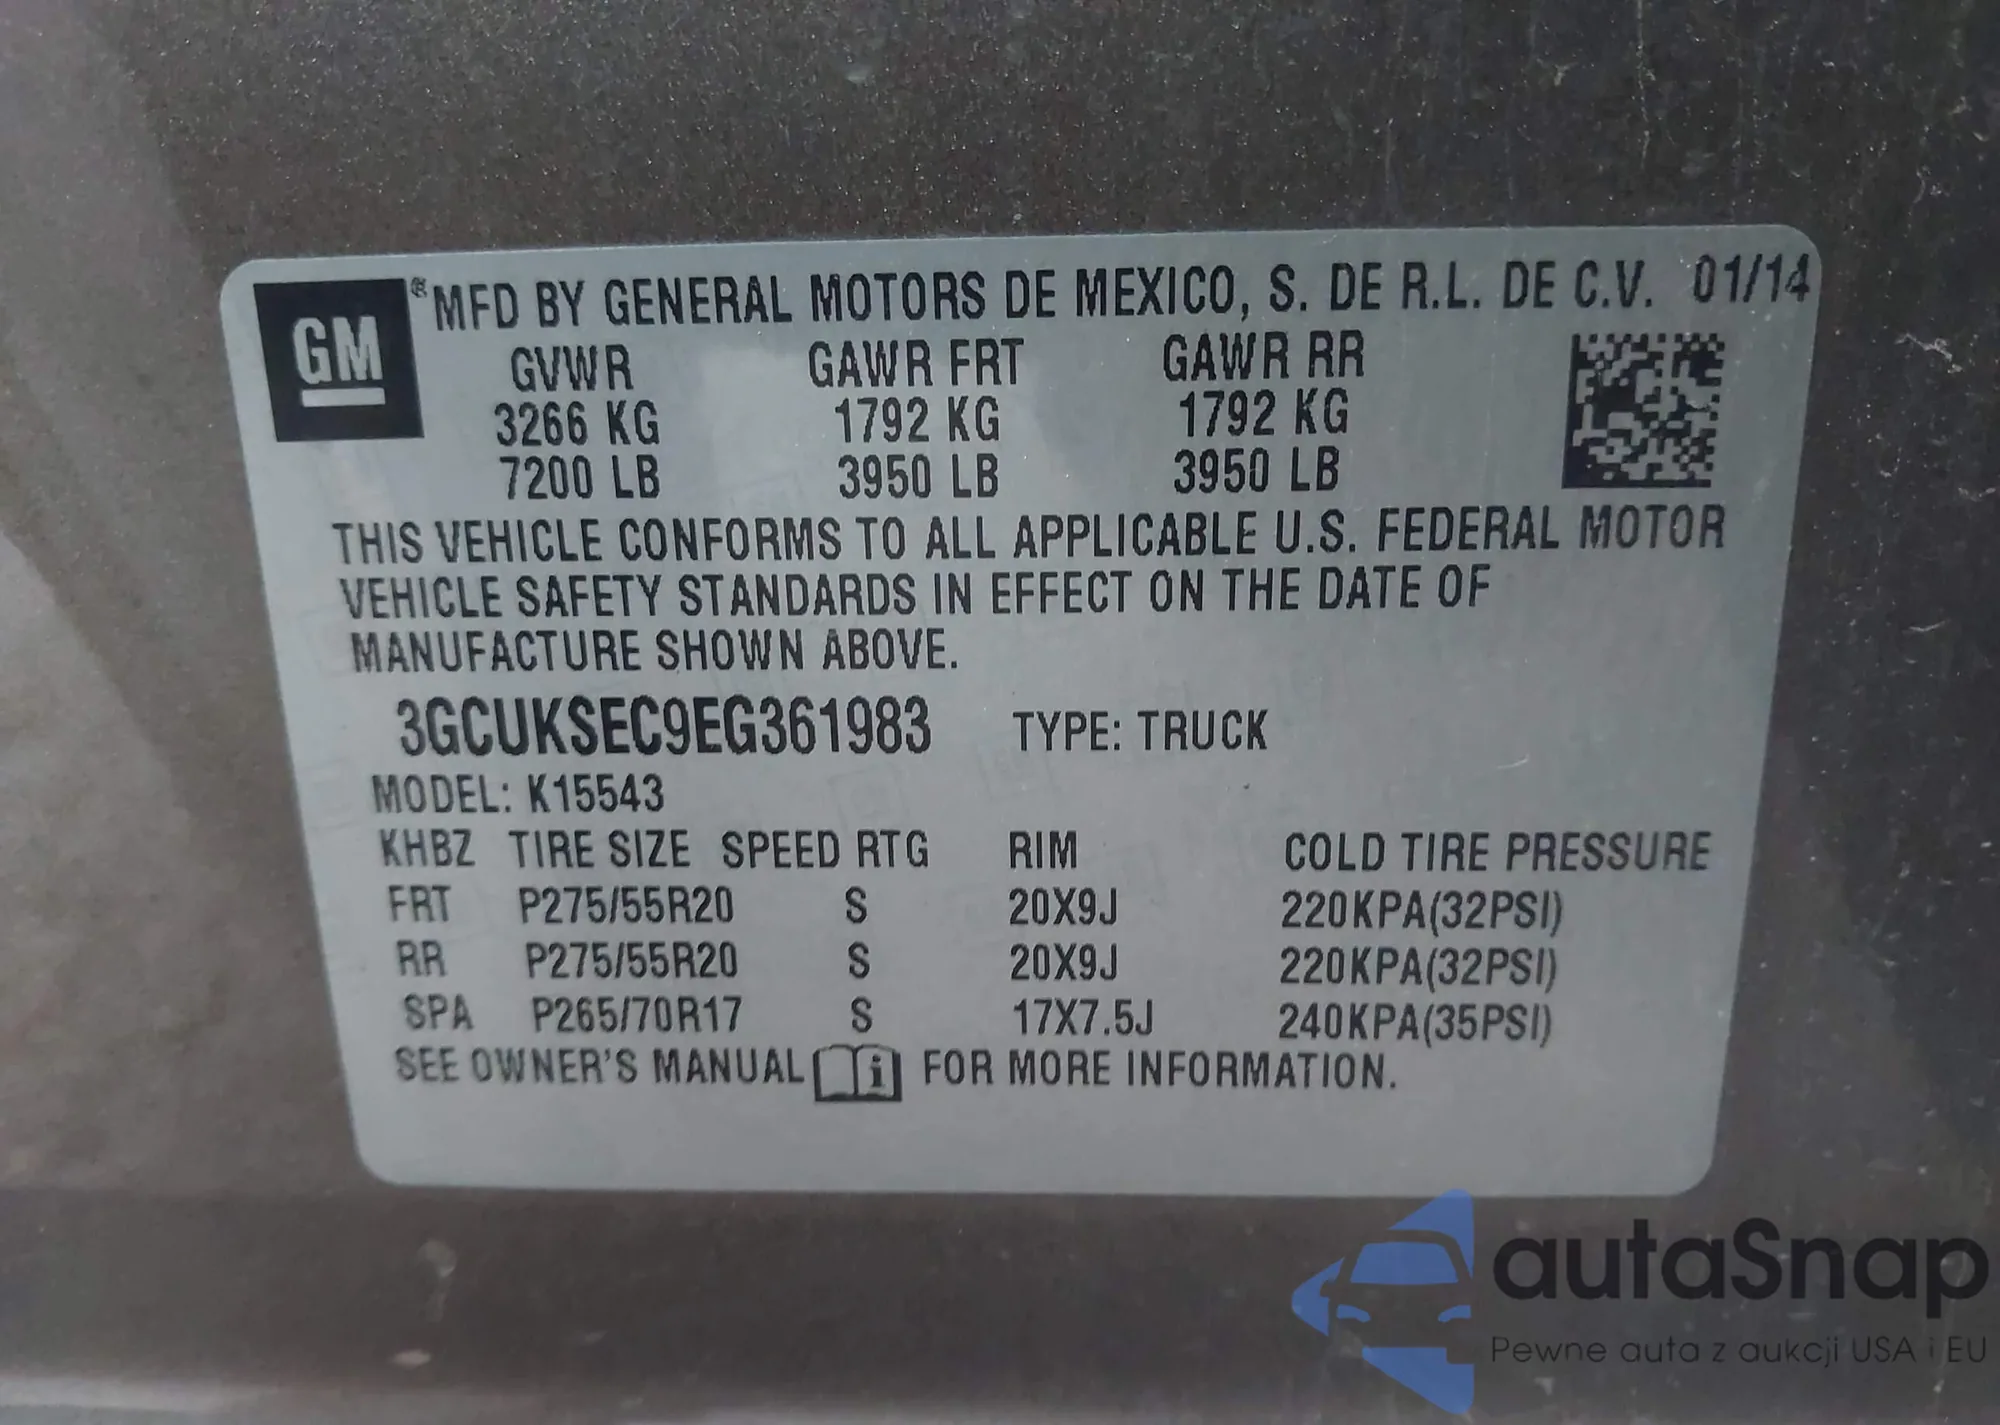 GM ® MFD BY GENERAL MOTORS DE MEXICO, S. DE R.L. DE C.V. 01/14
GVWR GAWR FRT GAWR RR
3266 KG 1792 KG 1792 KG
7200 LB 3950 LB 3950 LB
THIS VEHICLE CONFORMS TO ALL APPLICABLE U.S. FEDERAL MOTOR
VEHICLE SAFETY STANDARDS IN EFFECT ON THE DATE OF
MANUFACTURE SHOWN ABOVE.
3GCUKSEC9EG361983 TYPE: TRUCK
MODEL: K15543
KHBZ TIRE SIZE SPEED RTG RIM COLD TIRE PRESSURE
FRT P275/55R20 S 20X9J 220KPA(32PSI)
RR P275/55R20 S 20X9J 220KPA(32PSI)
SPA P265/70R17 S 17X7.5J 240KPA(35PSI)
SEE OWNER'S MANUAL i FOR MORE INFORMATION.
autaSnap
Pewne auta z aukcji USA i EU